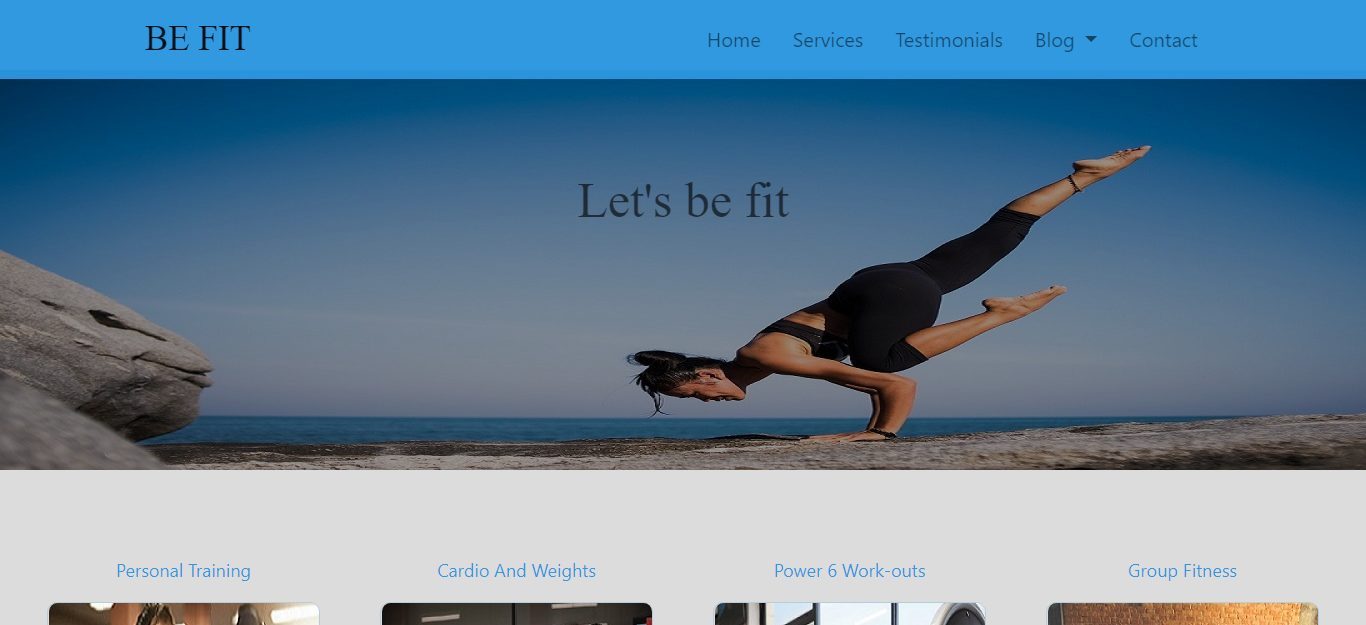 BE FIT
Home Services Testimonials Blog Contact
Let's be fit
Personal Training Cardio And Weights Power 6 Work-outs Group Fitness